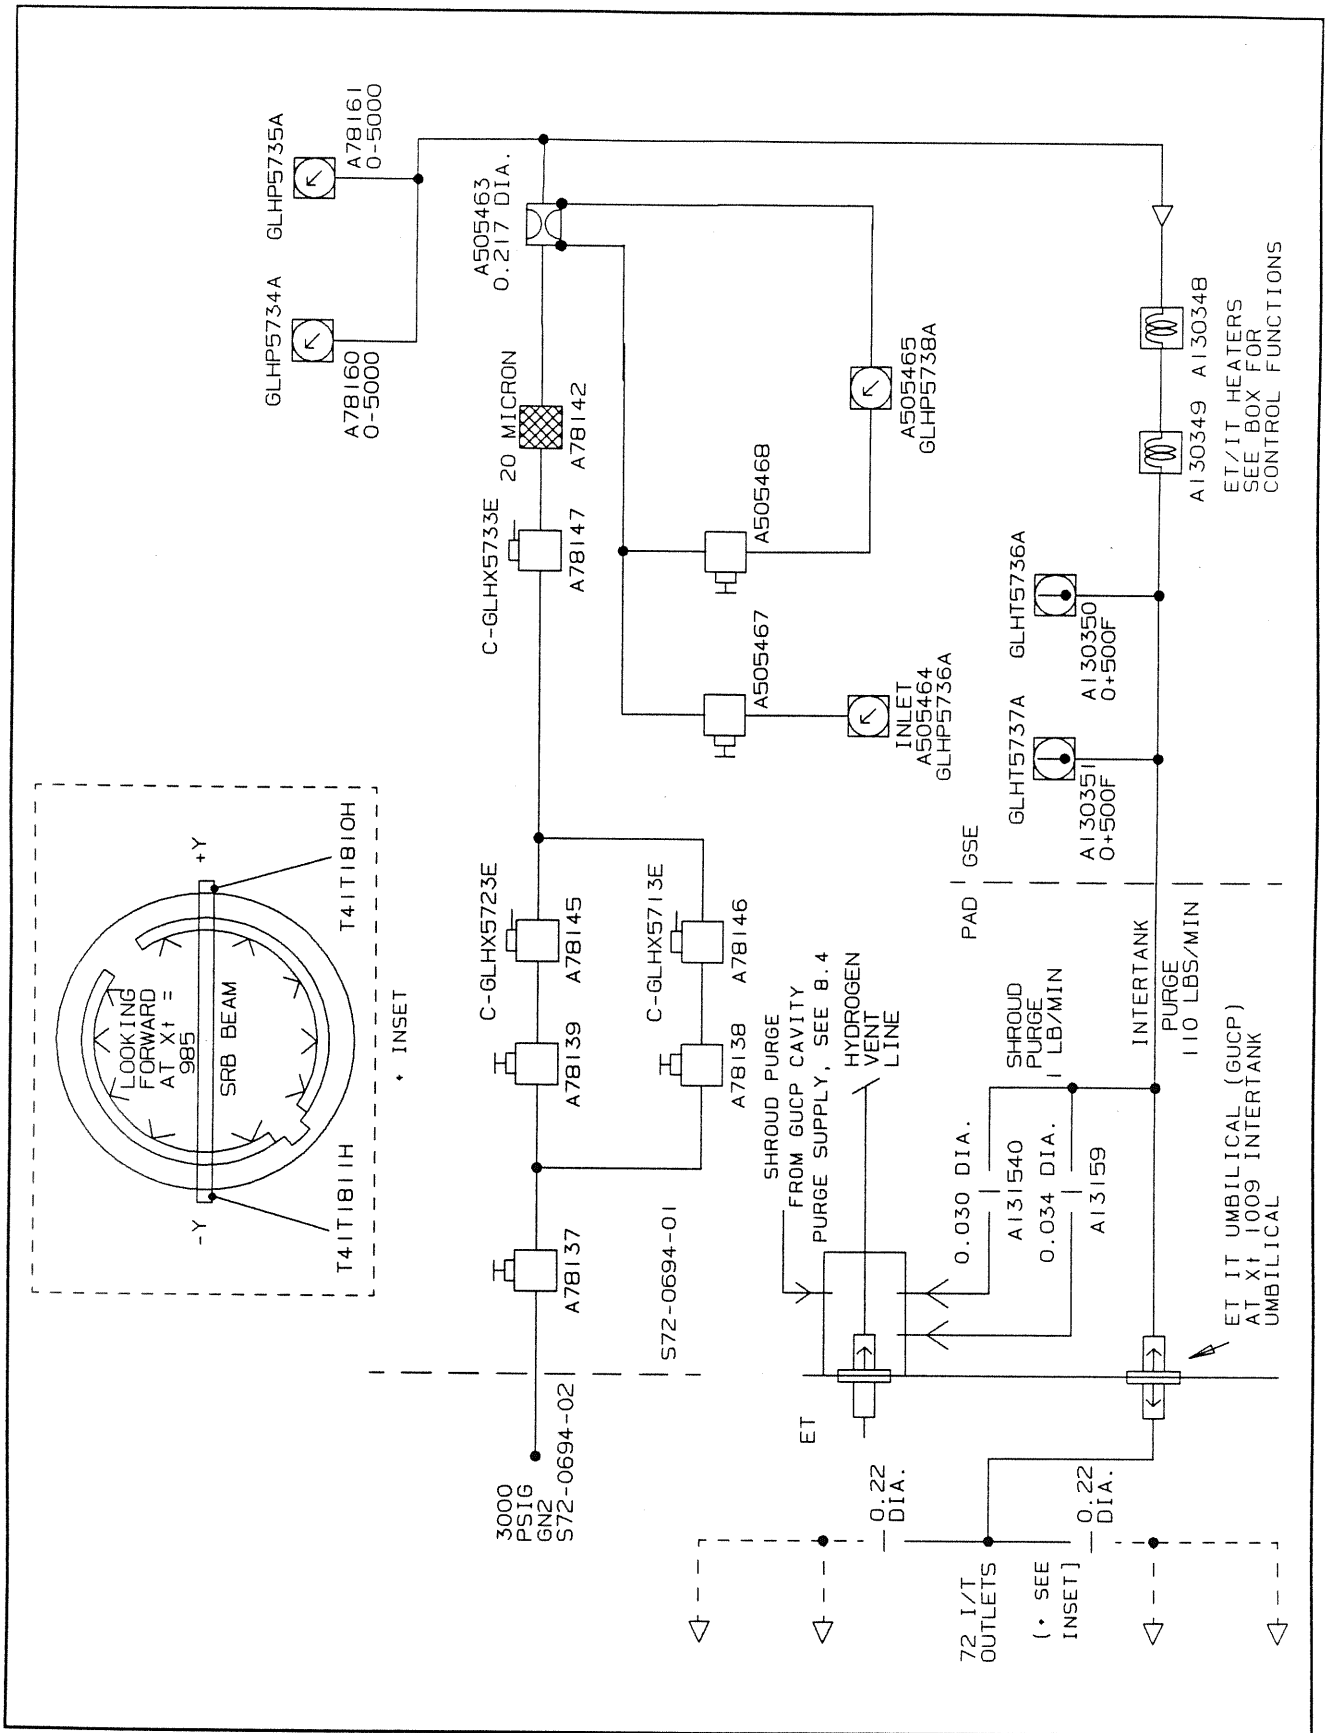 -Y
+Y
LOOKING
FORWARD
AT Xt =
985
SRB BEAM
T41T1811H
T41T1810H
* INSET
3000
PSIG
GN2
S72-0694-02
S72-0694-01
A78137
A78139
C-GLHX5723E
A78145
A78138
C-GLHX5713E
A78146
C-GLHX5733E
A78147
20 MICRON
A78142
A505463
0.217 DIA.
GLHP5734A
A78160
0-5000
GLHP5735A
A78161
0-5000
A505467
A505468
INLET
A505464
GLHP5736A
A505465
GLHP5738A
SHROUD PURGE
FROM GUCP CAVITY
PURGE SUPPLY, SEE 8.4
HYDROGEN
VENT
LINE
ET
0.22
DIA.
0.22
DIA.
72 I/T
OUTLETS
(* SEE
INSET]
0.030 DIA.
A131540
0.034 DIA.
A13159
SHROUD
PURGE
1 LB/MIN
PAD
GSE
INTERTANK
PURGE
110 LBS/MIN
ET IT UMBILICAL (GUCP)
AT Xt 1009 INTERTANK
UMBILICAL
GLHT5737A
A130351
0+500F
GLHT5736A
A130350
0+500F
A130349
A130348
ET/IT HEATERS
SEE BOX FOR
CONTROL FUNCTIONS